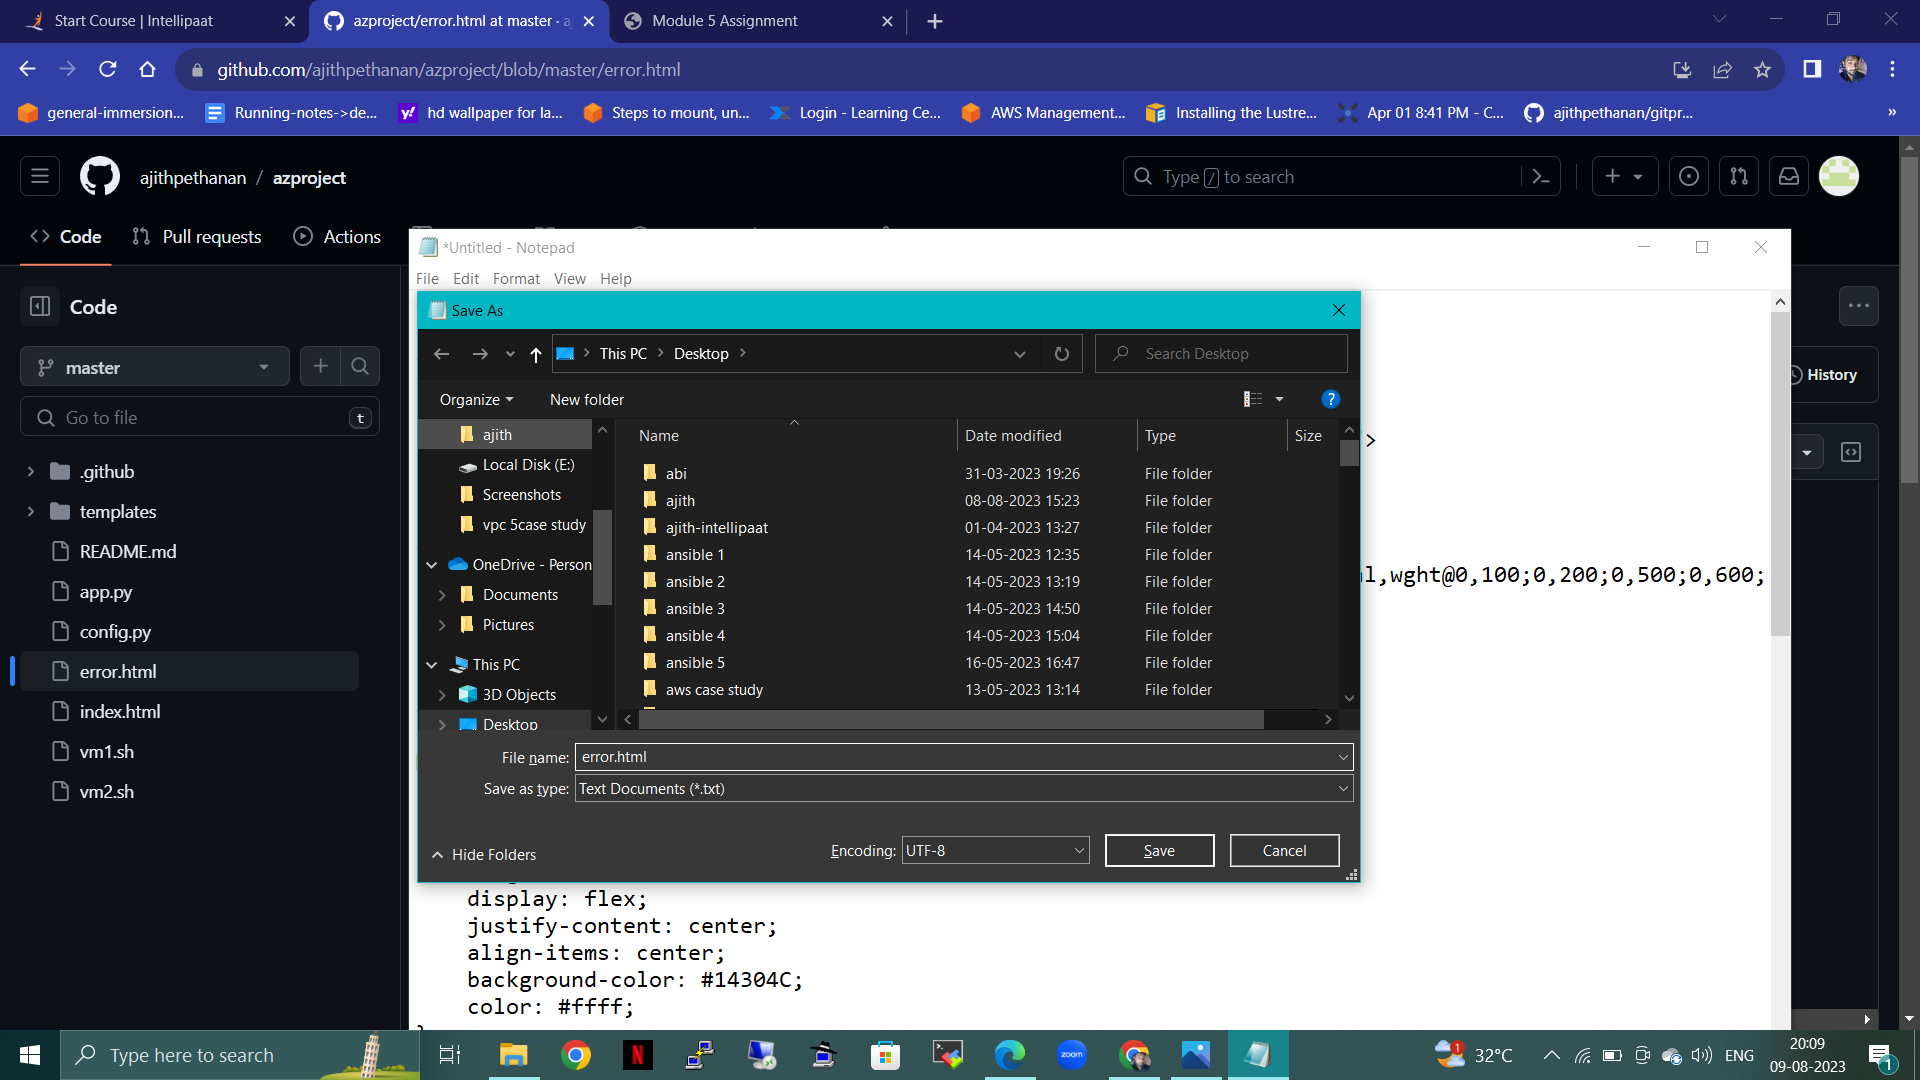 Start Course | Intellipaat
azproject/error.html at master · a
Module 5 Assignment
github.com/ajithpethanan/azproject/blob/master/error.html
general-immersion...
Running-notes->de...
hd wallpaper for la...
Steps to mount, un...
Login - Learning Ce...
AWS Management...
Installing the Lustre...
Apr 01 8:41 PM - C...
ajithpethanan/gitpr...
»
ajithpethanan / azproject
Type / to search
Code
Pull requests
Actions
*Untitled - Notepad
File Edit Format View Help
Code
master
Go to file
t
.github
templates
README.md
app.py
config.py
error.html
index.html
vm1.sh
vm2.sh
History
Save As
This PC
Desktop
Search Desktop
Organize
New folder
?
ajith
Local Disk (E:)
Screenshots
vpc 5case study
OneDrive - Person
Documents
Pictures
This PC
3D Objects
Desktop
Name Date modified Type Size
abi 31-03-2023 19:26 File folder
ajith 08-08-2023 15:23 File folder
ajith-intellipaat 01-04-2023 13:27 File folder
ansible 1 14-05-2023 12:35 File folder
ansible 2 14-05-2023 13:19 File folder
ansible 3 14-05-2023 14:50 File folder
ansible 4 14-05-2023 15:04 File folder
ansible 5 16-05-2023 16:47 File folder
aws case study 13-05-2023 13:14 File folder
File name: error.html
Save as type: Text Documents (*.txt)
Hide Folders
Encoding: UTF-8
Save
Cancel
>
l,wght@0,100;0,200;0,500;0,600;
display: flex;
justify-content: center;
align-items: center;
background-color: #14304C;
color: #ffff;
Type here to search
N
zoom
1
32°C
ENG
20:09
09-08-2023
1